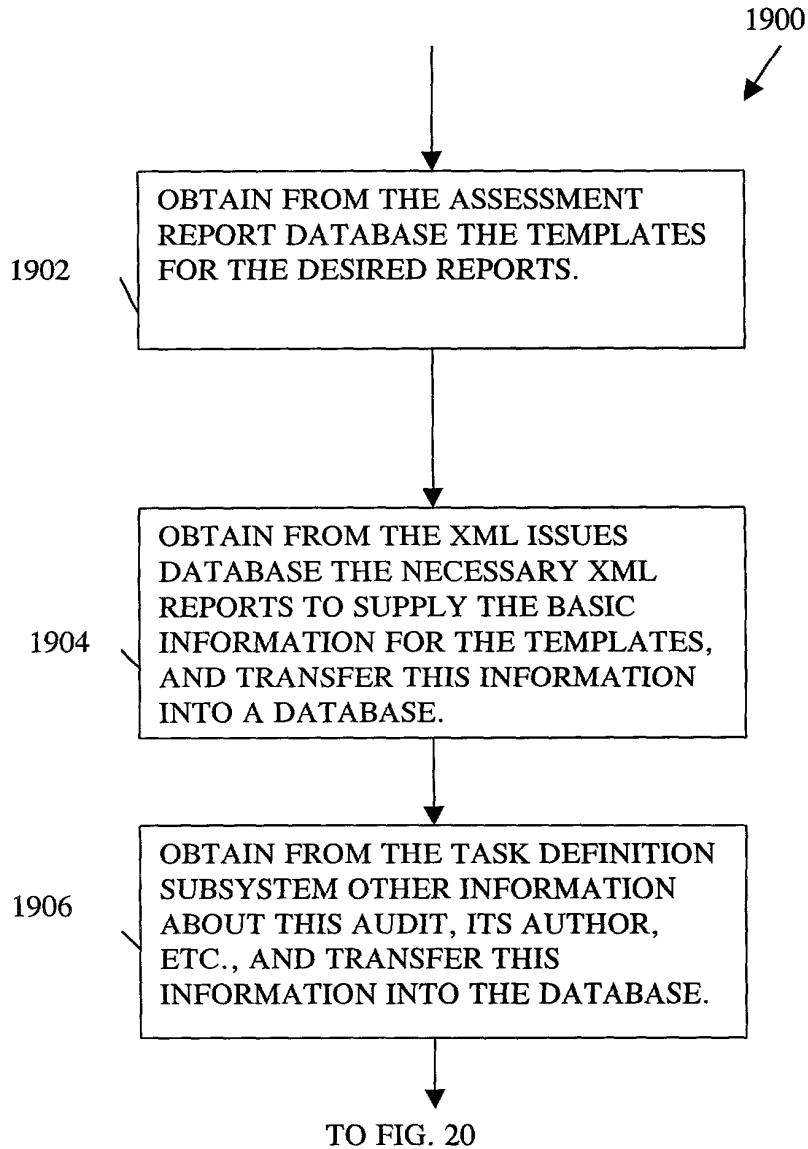 1900
OBTAIN FROM THE ASSESSMENT
REPORT DATABASE THE TEMPLATES
FOR THE DESIRED REPORTS.
1902
OBTAIN FROM THE XML ISSUES
DATABASE THE NECESSARY XML
REPORTS TO SUPPLY THE BASIC
INFORMATION FOR THE TEMPLATES,
AND TRANSFER THIS INFORMATION
INTO A DATABASE.
1904
OBTAIN FROM THE TASK DEFINITION
SUBSYSTEM OTHER INFORMATION
ABOUT THIS AUDIT, ITS AUTHOR,
ETC., AND TRANSFER THIS
INFORMATION INTO THE DATABASE.
1906
TO FIG. 20